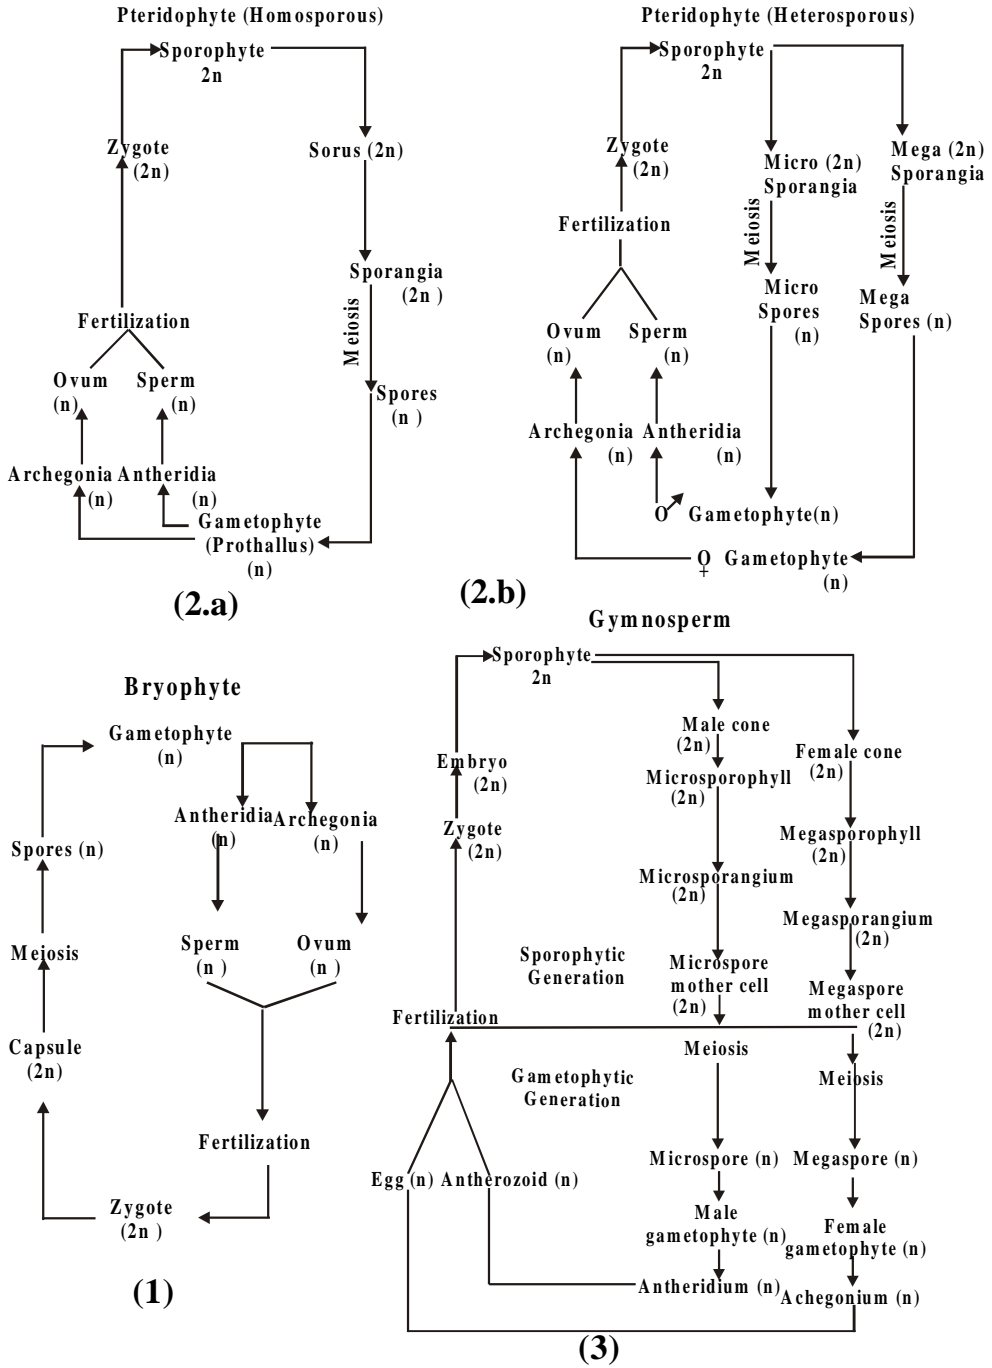 Pteridophyte (Homosporous)
Sporophyte
2n
Zygote
(2n)
Sorus (2n)
Sporangia
(2n )
Meiosis
Fertilization
Ovum
(n)
Sperm
(n)
Spores
(n )
Archegonia
(n)
Antheridia
(n)
Gametophyte
(Prothallus)
(n)
(2.a)
Pteridophyte (Heterosporous)
Sporophyte
2n
Zygote
(2n)
Micro (2n)
Sporangia
Mega (2n)
Sporangia
Meiosis
Meiosis
Fertilization
Micro
Spores
(n)
Mega
Spores (n)
Ovum
(n)
Sperm
(n)
Archegonia
(n)
Antheridia
(n)
♂ Gametophyte(n)
♀ Gametophyte
(n)
(2.b)
Bryophyte
Gametophyte
(n)
Antheridia
(n)
Archegonia
(n)
Spores (n)
Sperm
(n )
Ovum
(n )
Meiosis
Capsule
(2n)
Fertilization
Zygote
(2n )
(1)
Gymnosperm
Sporophyte
2n
Male cone
(2n)
Female cone
(2n)
Embryo
(2n)
Microsporophyll
(2n)
Zygote
(2n)
Megasporophyll
(2n)
Microsporangium
(2n)
Megasporangium
(2n)
Sporophytic
Generation
Microspore
mother cell
(2n)
Megaspore
mother cell
(2n)
Fertilization
Meiosis
Meiosis
Gametophytic
Generation
Egg (n)
Antherozoid (n)
Microspore (n)
Megaspore (n)
Male
gametophyte (n)
Female
gametophyte (n)
Antheridium (n)
Achegonium (n)
(3)